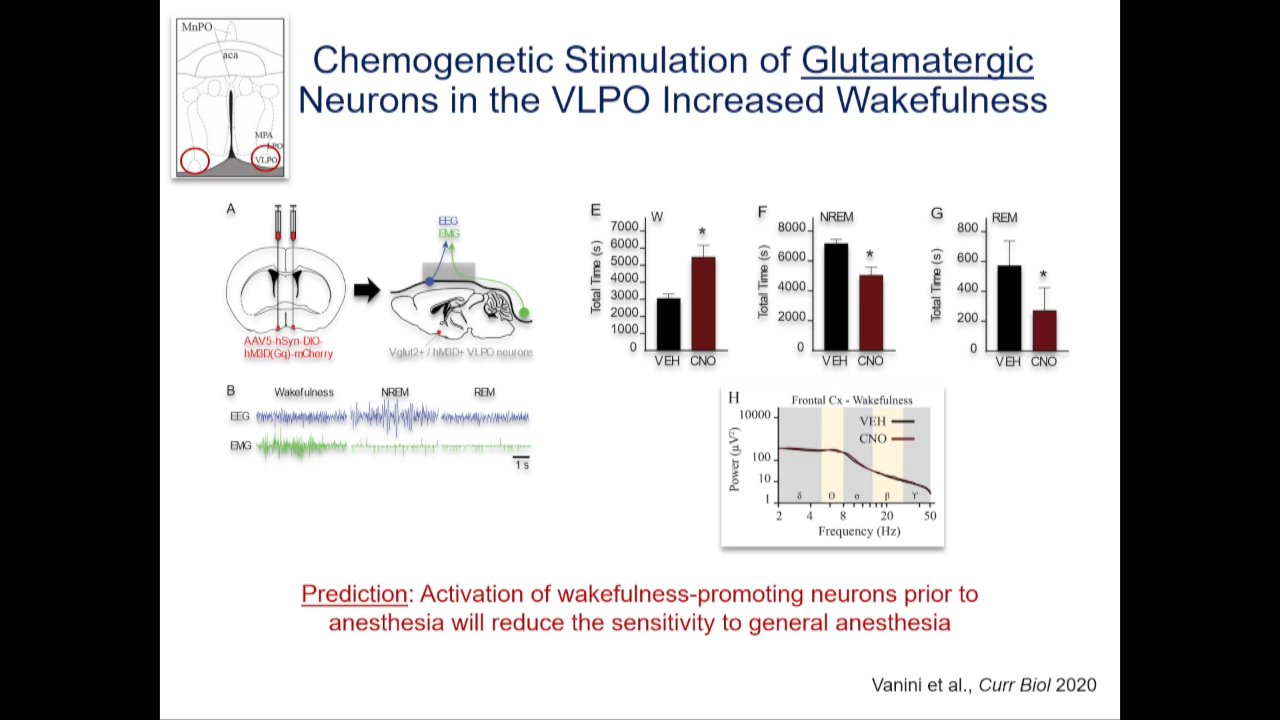 MnPO
aca
MPA
LPO
VLPO
Chemogenetic Stimulation of Glutamatergic
Neurons in the VLPO Increased Wakefulness
A
EEG
EMG
AAV5-hSyn-DIO-
hM3D(Gq)-mCherry
Vglut2+ / hM3D+ VLPO neurons
B
Wakefulness NREM REM
EEG
EMG
1 s
E
W
Total Time (s)
7000
6000
5000
4000
3000
2000
1000
0
VEH CNO
*
F
NREM
Total Time (s)
8000
6000
4000
2000
0
VEH CNO
*
G
REM
Total Time (s)
800
600
400
200
0
VEH CNO
*
H
Frontal Cx - Wakefulness
VEH
CNO
Power (µV²)
10000
100
10
1
δ Θ σ β ϒ
2 4 8 20 50
Frequency (Hz)
Prediction: Activation of wakefulness-promoting neurons prior to
anesthesia will reduce the sensitivity to general anesthesia
Vanini et al., Curr Biol 2020